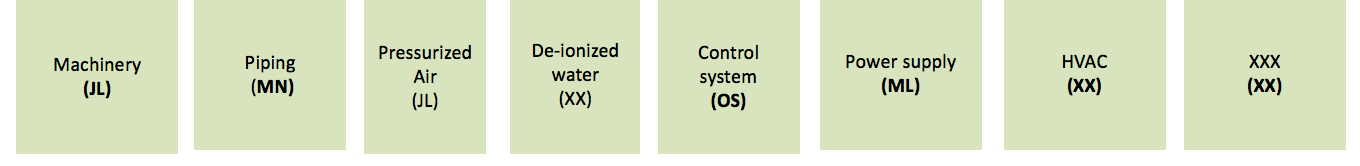 Machinery
(JL)
Piping
(MN)
Pressurized
Air
(JL)
De-ionized
water
(XX)
Control
system
(OS)
Power supply
(ML)
HVAC
(XX)
XXX
(XX)